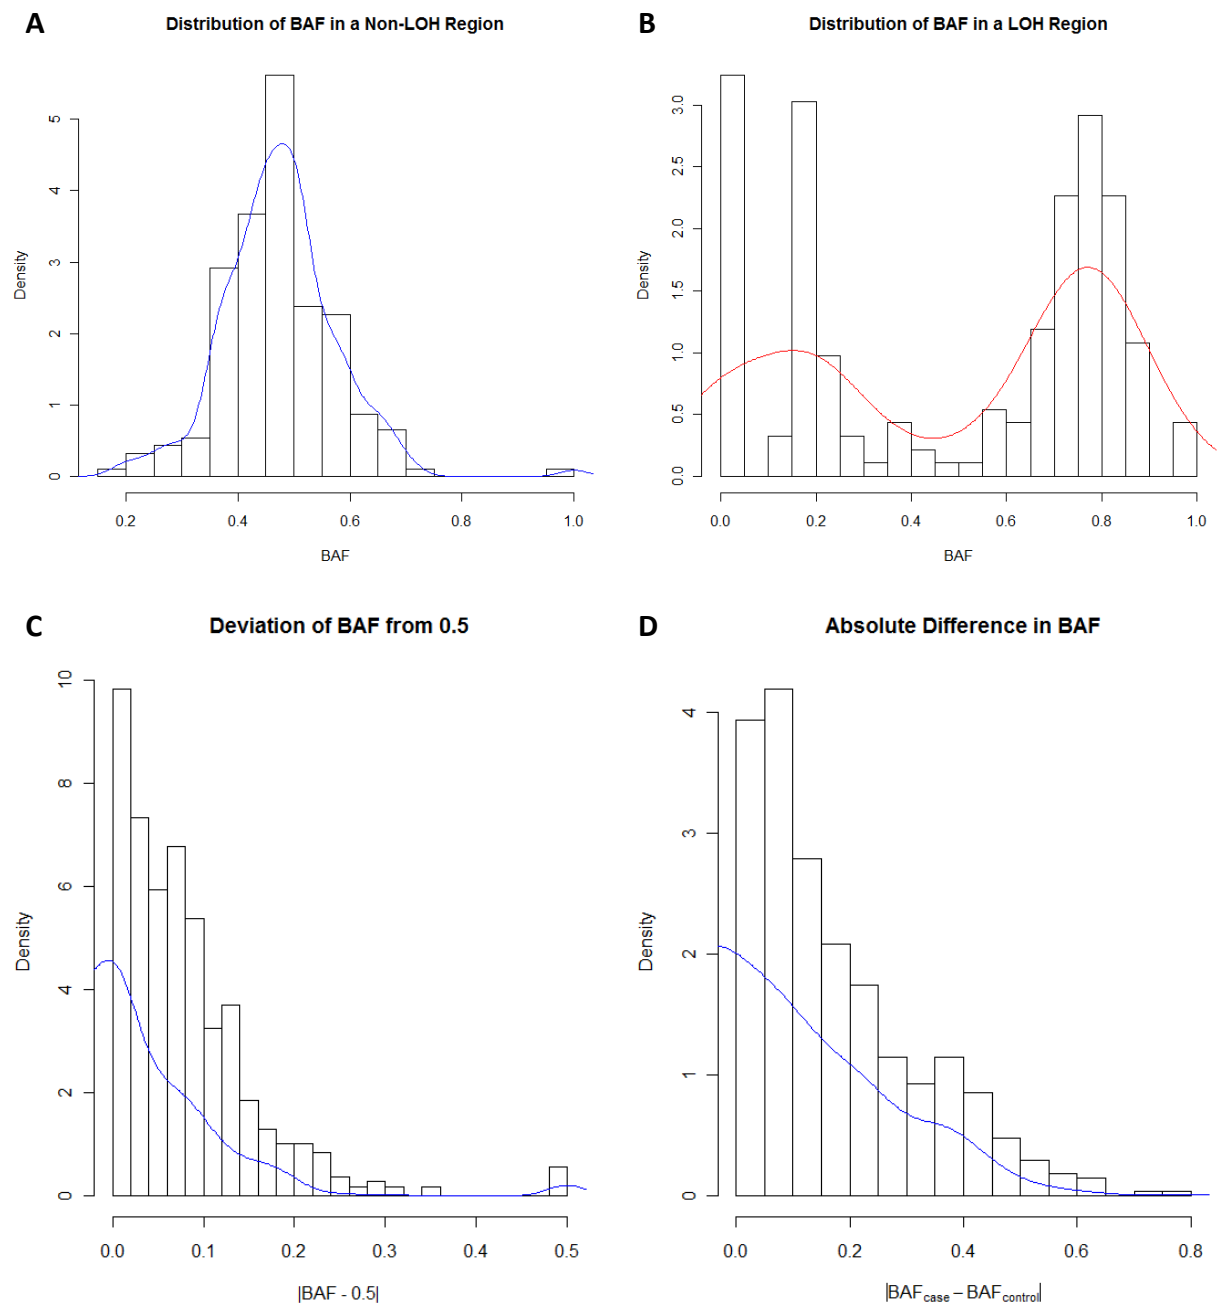 A
Distribution of BAF in a Non-LOH Region
Density
0
1
2
3
4
5
0.2
0.4
0.6
0.8
1.0
BAF
B
Distribution of BAF in a LOH Region
Density
0.0
0.5
1.0
1.5
2.0
2.5
3.0
0.0
0.2
0.4
0.6
0.8
1.0
BAF
C
Deviation of BAF from 0.5
Density
0
2
4
6
8
10
0.0
0.1
0.2
0.3
0.4
0.5
|BAF - 0.5|
D
Absolute Difference in BAF
Density
0
1
2
3
4
0.0
0.2
0.4
0.6
0.8
|BAFcase – BAFcontrol|